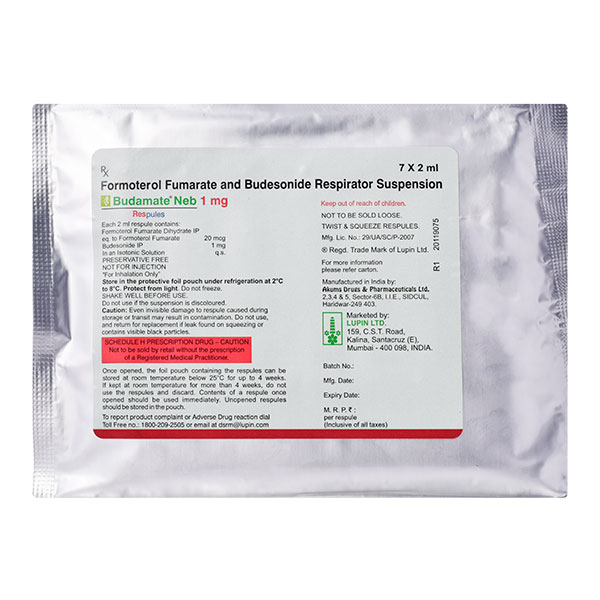 Rx
7 X 2 ml
Formoterol Fumarate and Budesonide Respirator Suspension
Budamate® Neb 1 mg
Respules
Each 2 ml respule contains:
Formoterol Fumarate Dihydrate IP
eq. to Formoterol Fumarate 20 mcg
Budesonide IP 1 mg
In an Isotonic Solution q.s.
PRESERVATIVE FREE
NOT FOR INJECTION
"For Inhalation Only"
Store in the protective foil pouch under refrigeration at 2°C
to 8°C. Protect from light. Do not freeze.
SHAKE WELL BEFORE USE.
Do not use if the suspension is discoloured.
Caution: Even invisible damage to respule caused during
storage or transit may result in contamination. Do not use,
and return for replacement if leak found on squeezing or
contains visible black particles.
SCHEDULE H PRESCRIPTION DRUG – CAUTION
Not to be sold by retail without the prescription
of a Registered Medical Practitioner.
Once opened, the foil pouch containing the respules can be
stored at room temperature below 25°C for up to 4 weeks.
If kept at room temperature for more than 4 weeks, do not
use the respules and discard. Contents of a respule once
opened should be used immediately. Unopened respules
should be stored in the pouch.
To report product complaint or Adverse Drug reaction dial
Toll Free no.: 1800-209-2505 or email at dsrm@lupin.com
Keep out of reach of children.
NOT TO BE SOLD LOOSE.
TWIST & SQUEEZE RESPULES.
Mfg. Lic. No.: 29/UA/SC/P-2007
® Regd. Trade Mark of Lupin Ltd.
For more information
please refer carton.
Manufactured in India by:
Akums Drugs & Pharmaceuticals Ltd.
2,3,4 & 5, Sector-6B, I.I.E., SIDCUL,
Haridwar-249 403.
Marketed by:
LUPIN LTD.
159, C.S.T. Road,
Kalina, Santacruz (E),
Mumbai - 400 098, INDIA.
Batch No.:
Mfg. Date:
Expiry Date:
M. R. P. ₹ :
per respule
(Inclusive of all taxes)
R1 20119075